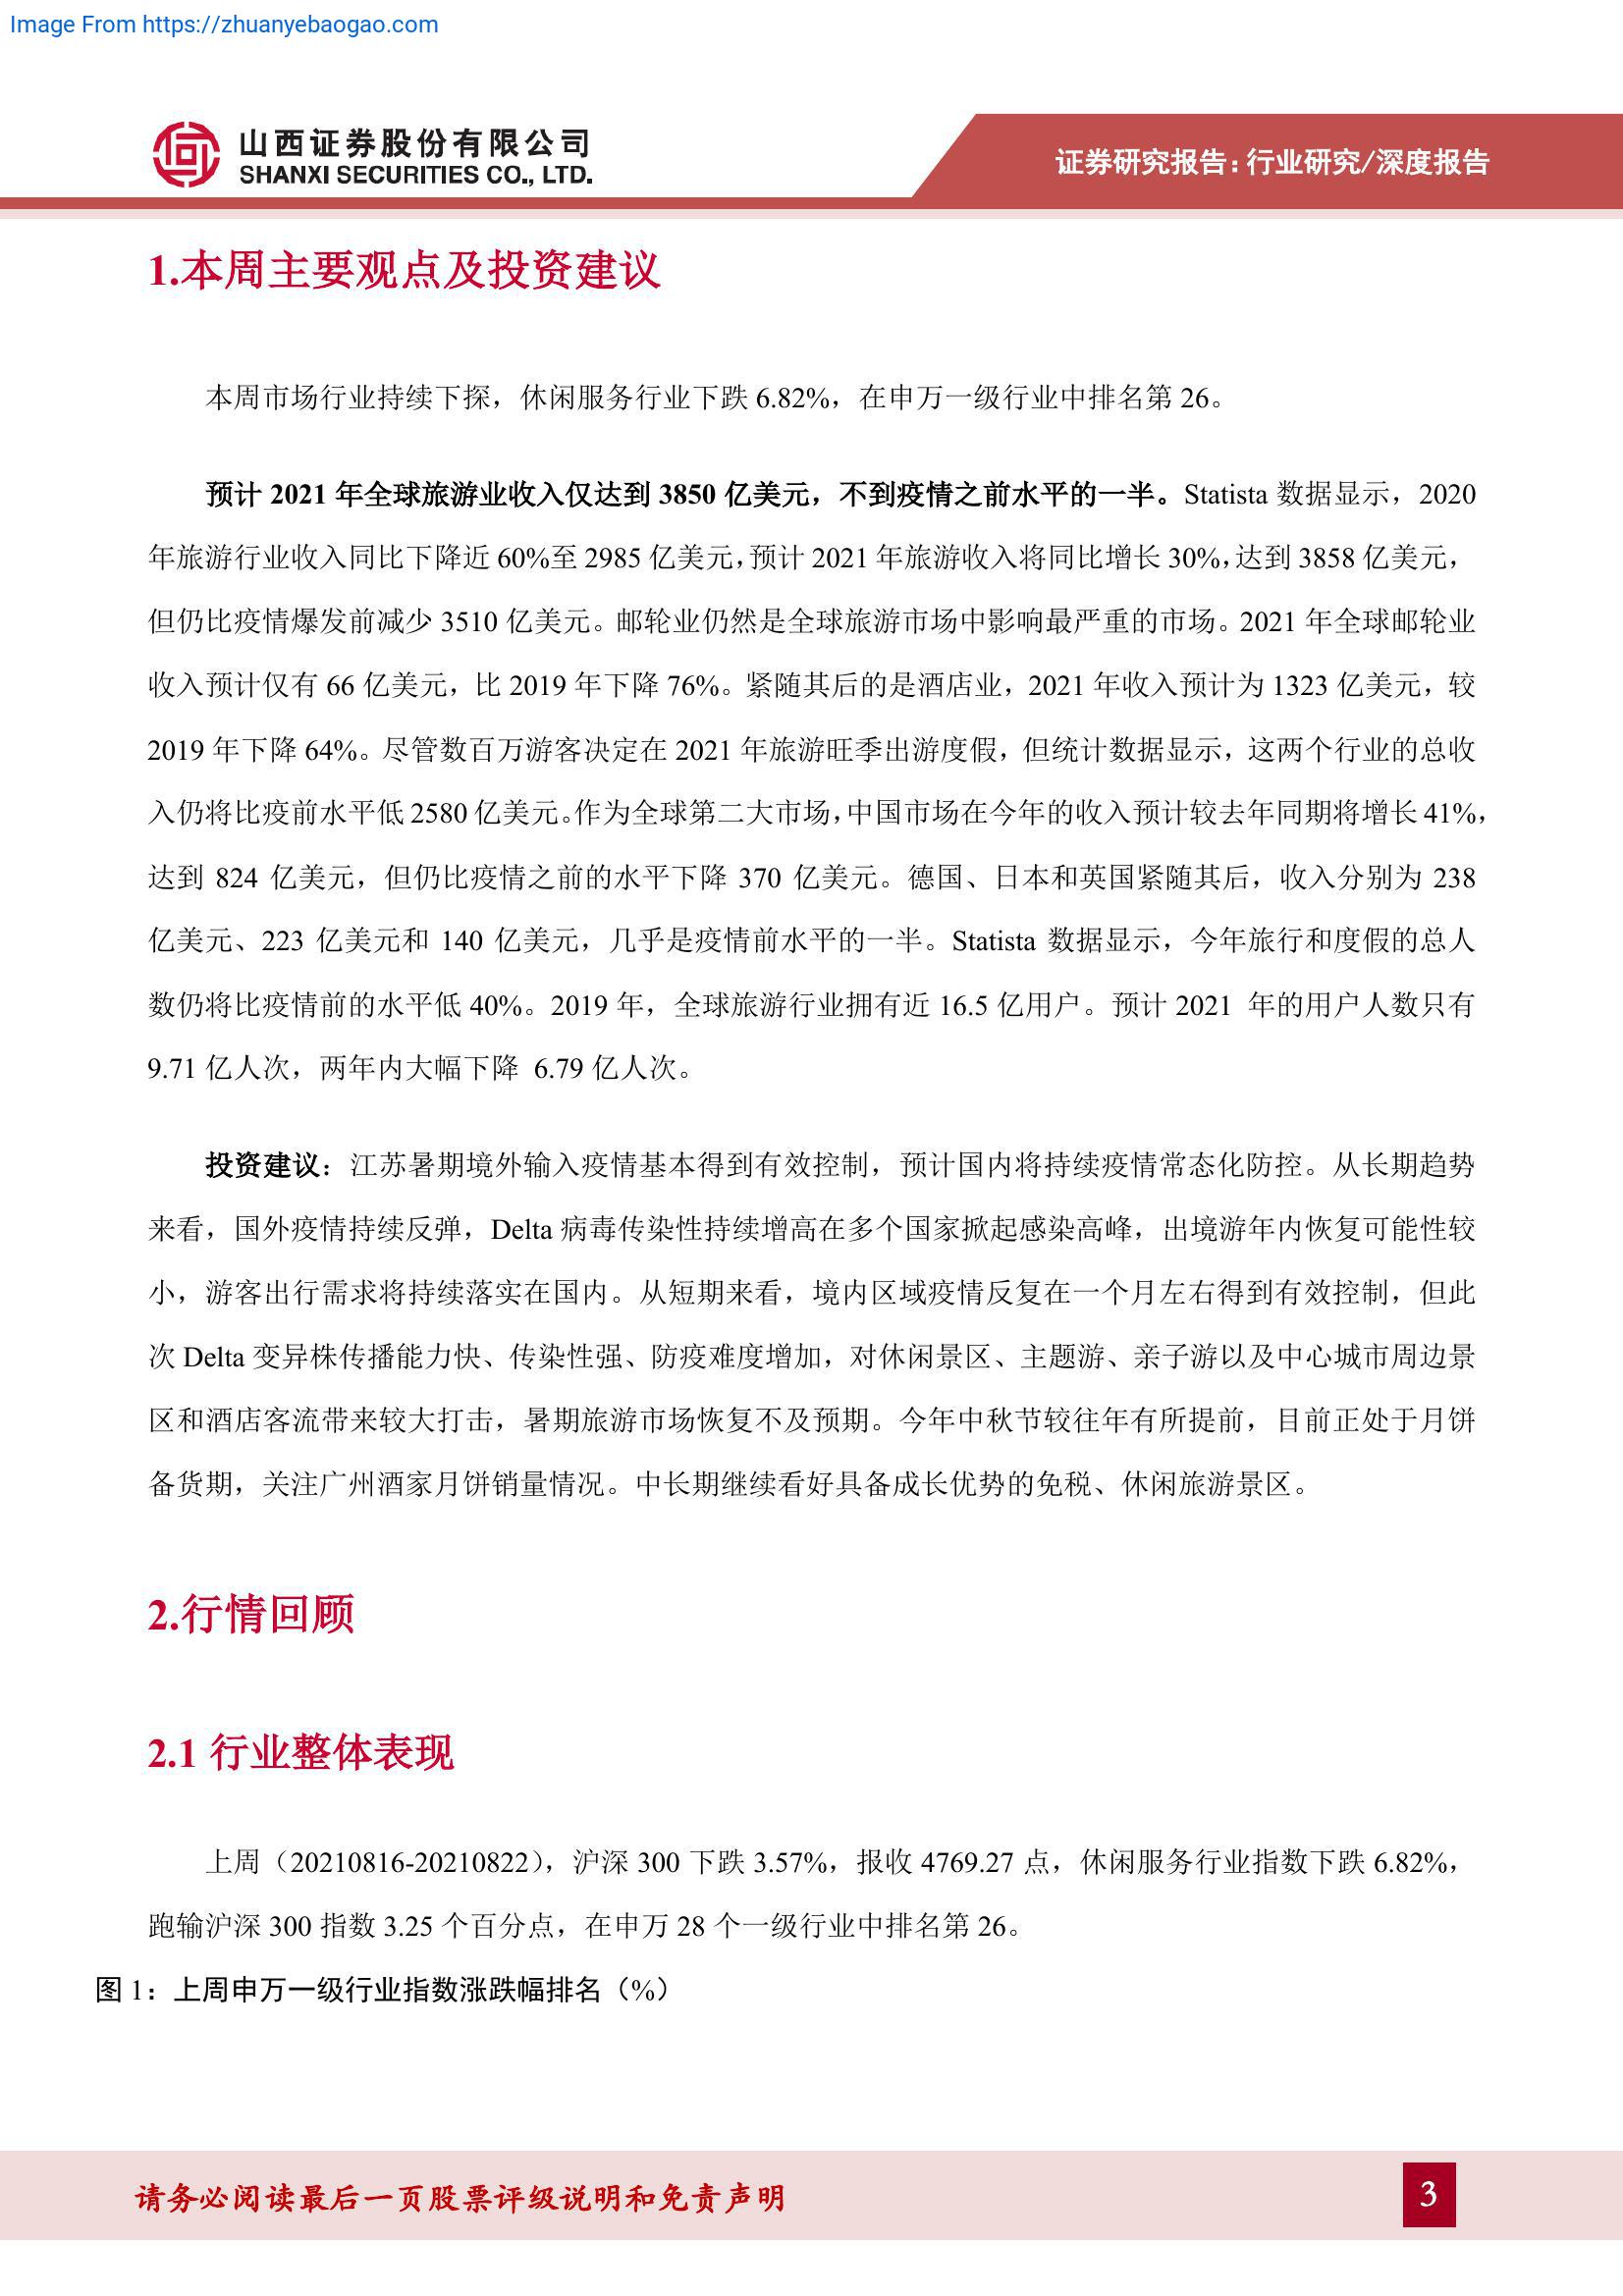 Image From https://zhuanyebaogao.com
山西证券股份有限公司
SHANXI SECURITIES CO., LTD.
证券研究报告:行业研究/深度报告
1.本周主要观点及投资建议
本周市场行业持续下探，休闲服务行业下跌 6.82%，在申万一级行业中排名第 26。
预计 2021 年全球旅游业收入仅达到 3850 亿美元，不到疫情之前水平的一半。Statista 数据显示，2020
年旅游行业收入同比下降近 60%至 2985 亿美元，预计 2021 年旅游收入将同比增长 30%，达到 3858 亿美元，
但仍比疫情爆发前减少 3510 亿美元。邮轮业仍然是全球旅游市场中影响最严重的市场。2021 年全球邮轮业
收入预计仅有 66 亿美元，比 2019 年下降 76%。紧随其后的是酒店业，2021 年收入预计为 1323 亿美元，较
2019 年下降 64%。尽管数百万游客决定在 2021 年旅游旺季出游度假，但统计数据显示，这两个行业的总收
入仍将比疫前水平低 2580 亿美元。作为全球第二大市场，中国市场在今年的收入预计较去年同期将增长 41%，
达到 824 亿美元，但仍比疫情之前的水平下降 370 亿美元。德国、日本和英国紧随其后，收入分别为 238
亿美元、223 亿美元和 140 亿美元，几乎是疫情前水平的一半。Statista 数据显示，今年旅行和度假的总人
数仍将比疫情前的水平低 40%。2019 年，全球旅游行业拥有近 16.5 亿用户。预计 2021 年的用户人数只有
9.71 亿人次，两年内大幅下降 6.79 亿人次。
投资建议：江苏暑期境外输入疫情基本得到有效控制，预计国内将持续疫情常态化防控。从长期趋势
来看，国外疫情持续反弹，Delta 病毒传染性持续增高在多个国家掀起感染高峰，出境游年内恢复可能性较
小，游客出行需求将持续落实在国内。从短期来看，境内区域疫情反复在一个月左右得到有效控制，但此
次 Delta 变异株传播能力快、传染性强、防疫难度增加，对休闲景区、主题游、亲子游以及中心城市周边景
区和酒店客流带来较大打击，暑期旅游市场恢复不及预期。今年中秋节较往年有所提前，目前正处于月饼
备货期，关注广州酒家月饼销量情况。中长期继续看好具备成长优势的免税、休闲旅游景区。
2.行情回顾
2.1 行业整体表现
上周（20210816-20210822），沪深 300 下跌 3.57%，报收 4769.27 点，休闲服务行业指数下跌 6.82%，
跑输沪深 300 指数 3.25 个百分点，在申万 28 个一级行业中排名第 26。
图 1：上周申万一级行业指数涨跌幅排名（%）
请务必阅读最后一页股票评级说明和免责声明
3